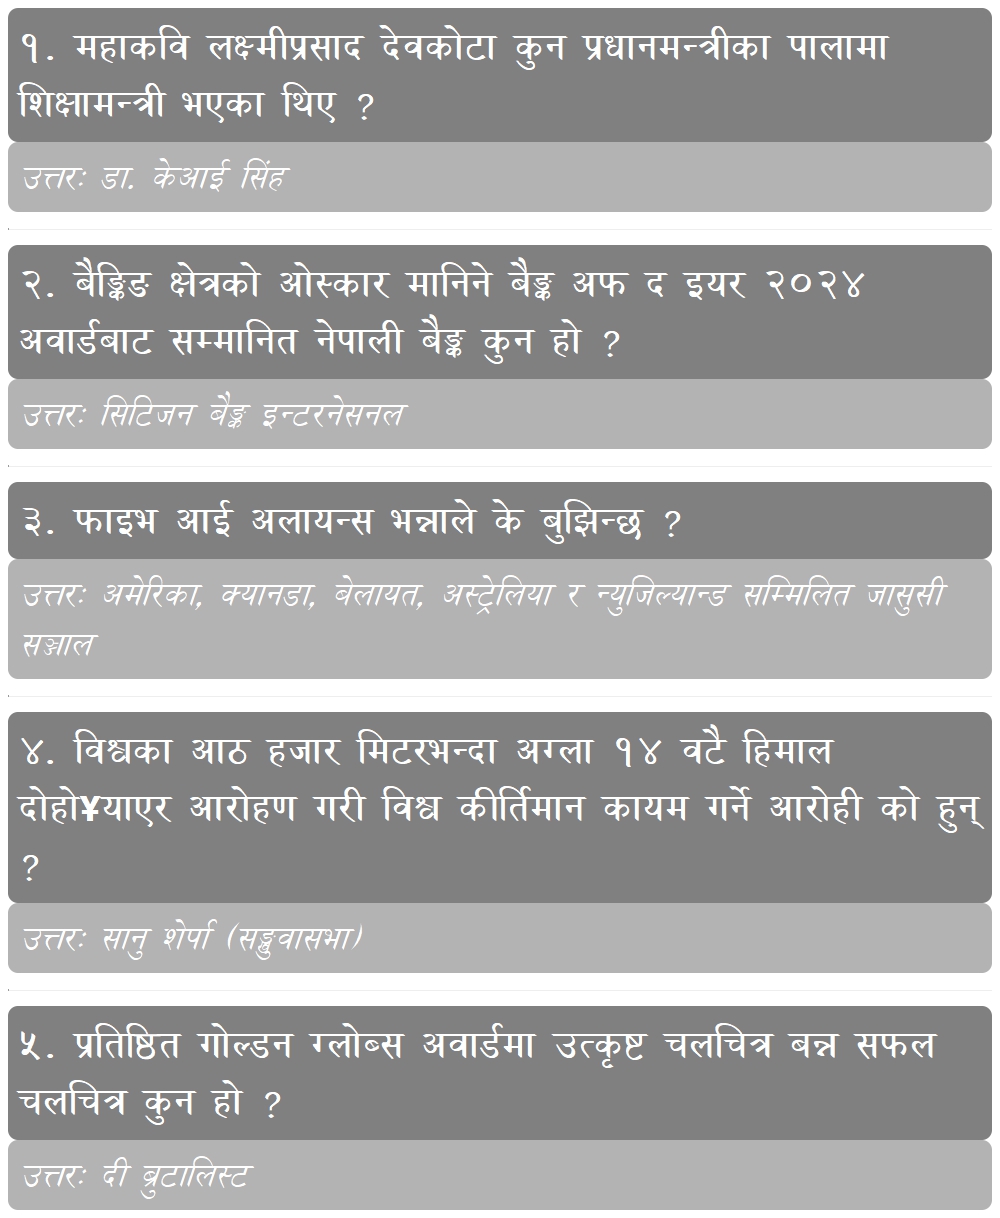 १. महाकवि लक्ष्मीप्रसाद देवकोटा कुन प्रधानमन्त्रीका पालामा
शिक्षामन्त्री भएका थिए ?
उत्तरः डा. केआई सिंह
२. बैङ्किङ क्षेत्रको ओस्कार मानिने बैङ्क अफ द इयर २०२४
अवार्डबाट सम्मानित नेपाली बैङ्क कुन हो ?
उत्तरः सिटिजन बैङ्क इन्टरनेसनल
३. फाइभ आई अलायन्स भन्नाले के बुझिन्छ ?
उत्तरः अमेरिका, क्यानडा, बेलायत, अस्ट्रेलिया र न्युजिल्यान्ड सम्मिलित जासुसी
सञ्जाल
४. विश्वका आठ हजार मिटरभन्दा अग्ला १४ वटै हिमाल
दोहो¥याएर आरोहण गरी विश्व कीर्तिमान कायम गर्ने आरोही को हुन्
?
उत्तरः सानु शेर्पा (सङ्खुवासभा)
५. प्रतिष्ठित गोल्डन ग्लोब्स अवार्डमा उत्कृष्ट चलचित्र बन्न सफल
चलचित्र कुन हो ?
उत्तरः दी ब्रुटालिस्ट